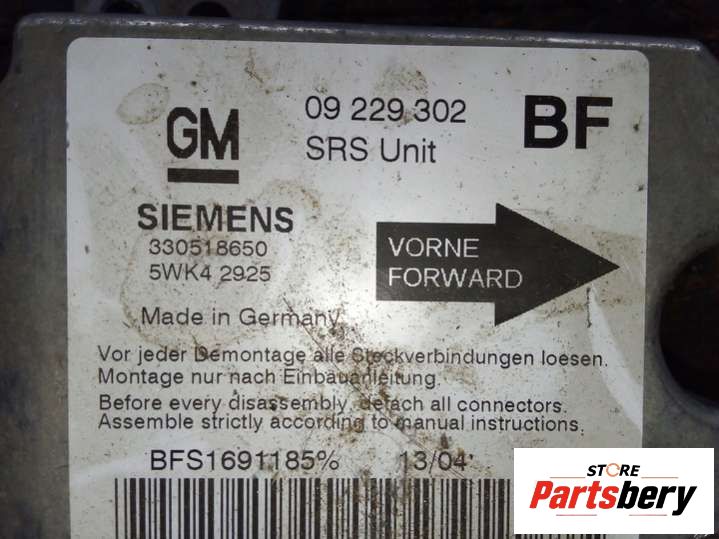 GM
09 229 302
BF
SRS Unit
SIEMENS
330518650
5WK4 2925
VORNE
FORWARD
Made in Germany
Vor jeder Demontage alle Steckverbindungen loesen.
Montage nur nach Einbauanleitung.
Before every disassembly, detach all connectors.
Assemble strictly according to manual instructions.
BFS1691185% 13/04
STORE
Partsbery